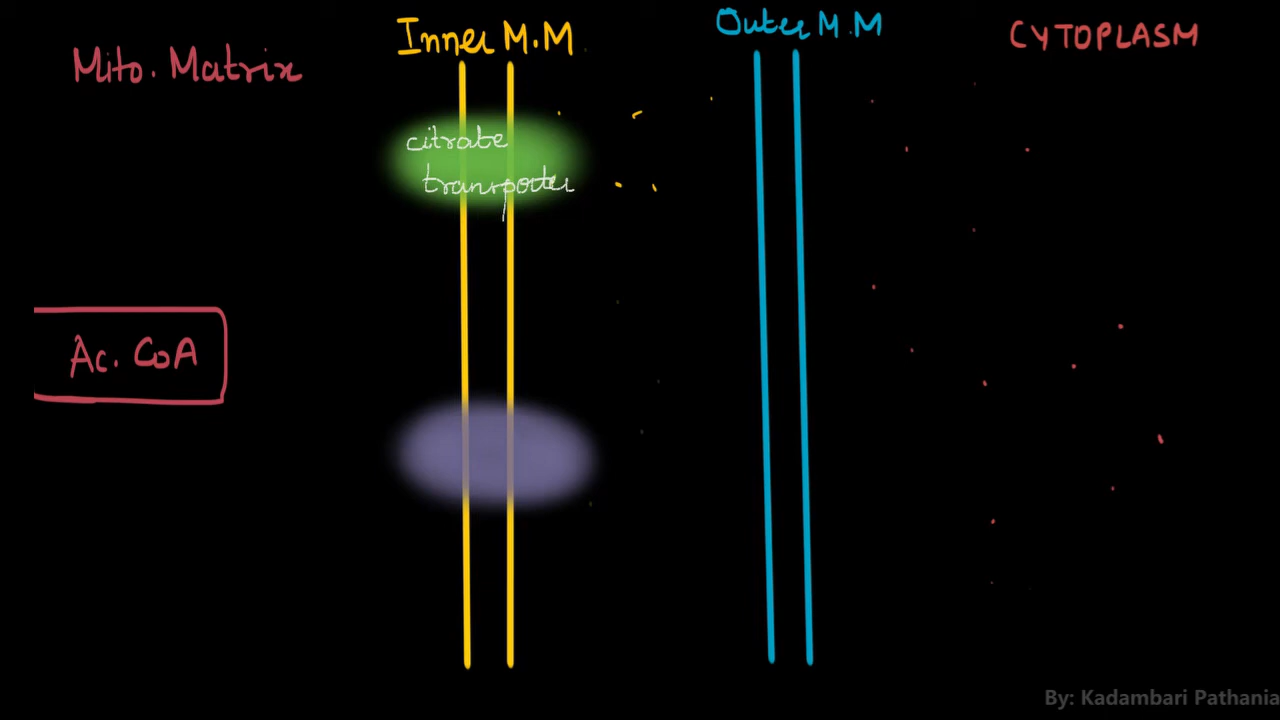 Mito. Matrix
Inner M.M
Outer M.M
CYTOPLASM
citrate
transporter
Ac. CoA
By: Kadambari Pathania